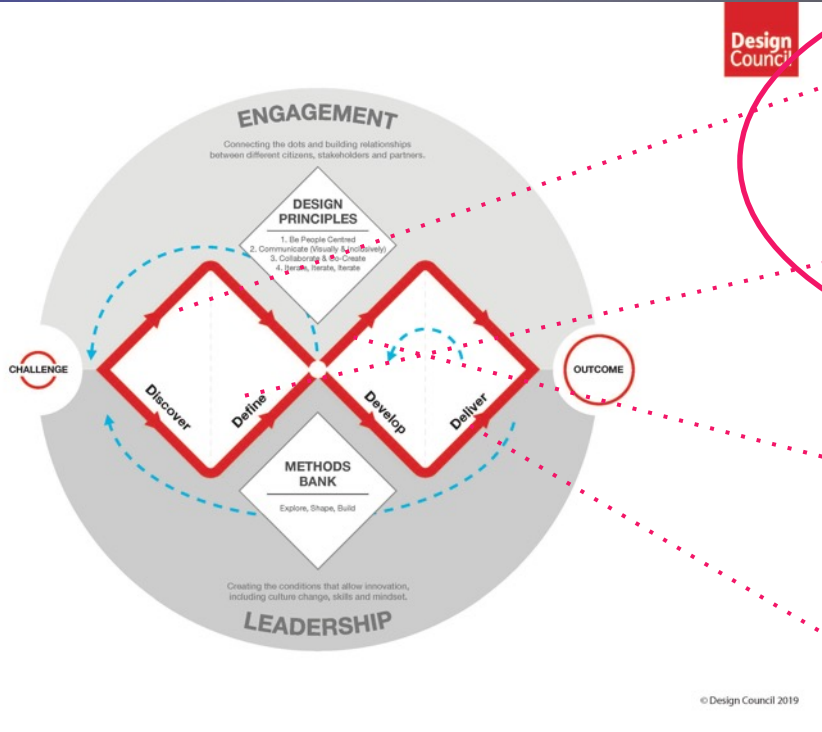 Design
Council
ENGAGEMENT
Connecting the dots and building relationships
between different citizens, stakeholders and partners.
DESIGN
PRINCIPLES
1. Be People Centred
2. Communicate (Visually & Inclusively)
3. Collaborate & Co-Create
4. Iterate, Iterate, Iterate
CHALLENGE
Discover
Define
Develop
Deliver
OUTCOME
METHODS
BANK
Explore, Shape, Build
Creating the conditions that allow innovation,
including culture change, skills and mindset.
LEADERSHIP
© Design Council 2019